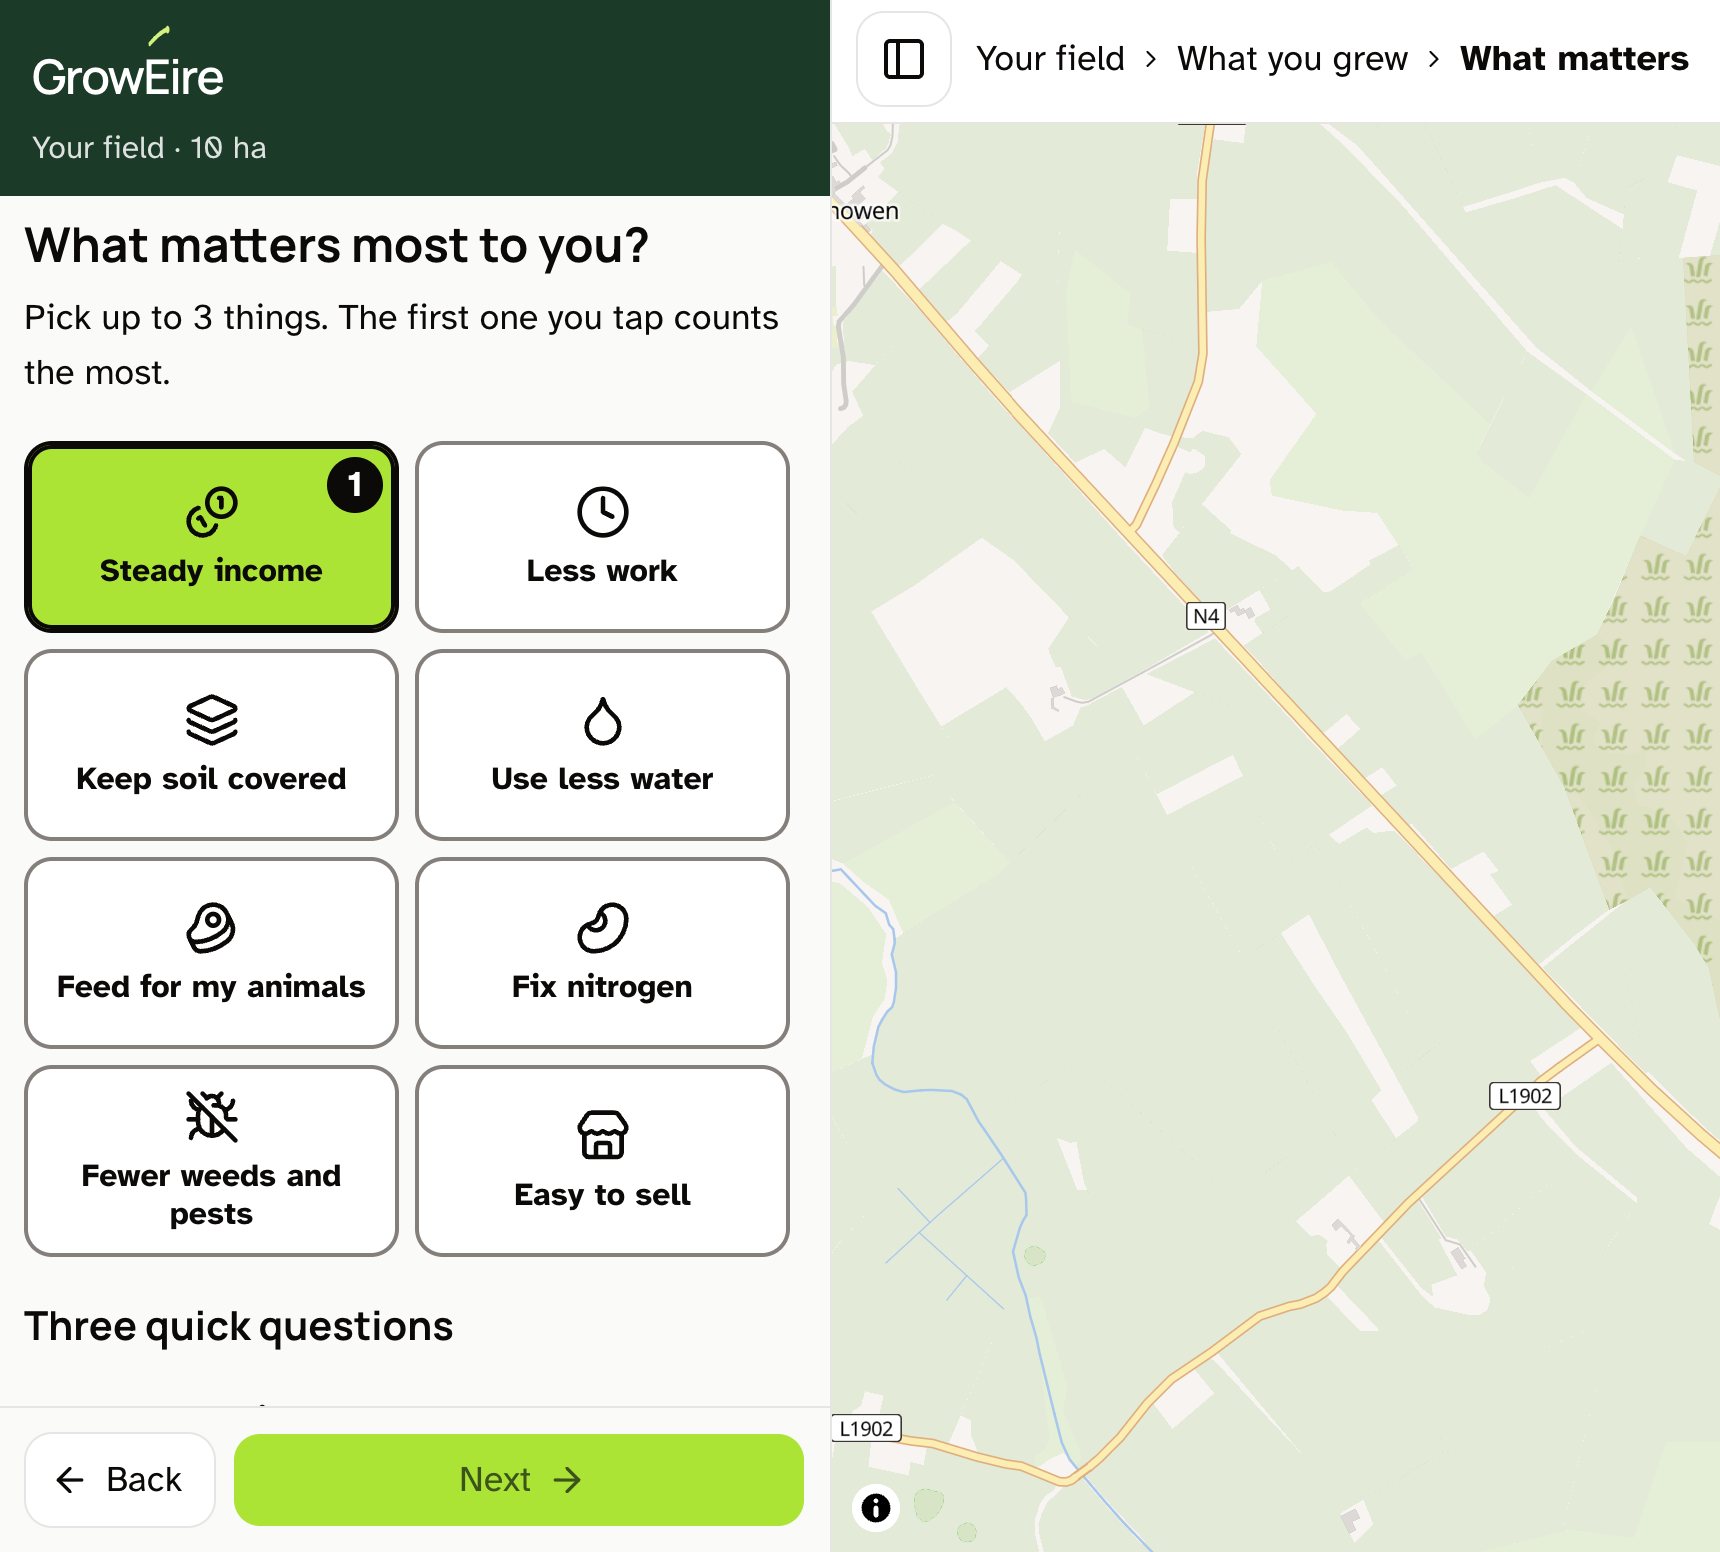 GrowEire
Your field · 10 ha
What matters most to you?
Pick up to 3 things. The first one you tap counts
the most.
1
Steady income
Less work
Keep soil covered
Use less water
Feed for my animals
Fix nitrogen
Fewer weeds and
pests
Easy to sell
Three quick questions
Back
Next
Your field > What you grew > What matters
N4
L1902
L1902